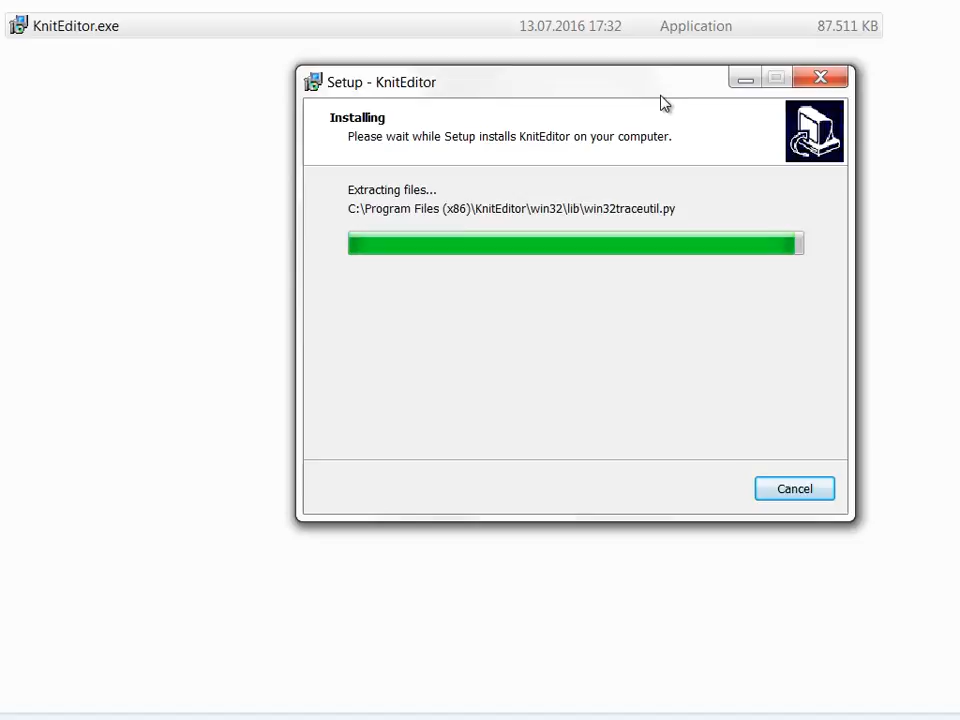 KnitEditor.exe 13.07.2016 17:32 Application 87.511 KB
Setup - KnitEditor
Installing
Please wait while Setup installs KnitEditor on your computer.
Extracting files...
C:\Program Files (x86)\KnitEditor\win32\lib\win32traceutil.py
Cancel